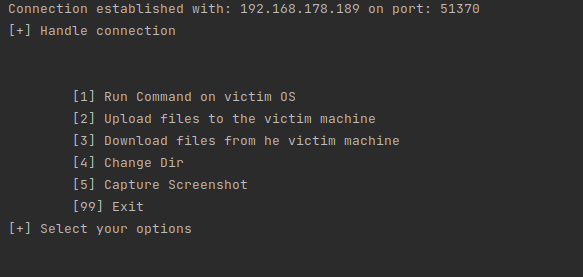 Connection established with: 192.168.178.189 on port: 51370
[+] Handle connection
[1] Run Command on victim OS
[2] Upload files to the victim machine
[3] Download files from he victim machine
[4] Change Dir
[5] Capture Screenshot
[99] Exit
[+] Select your options